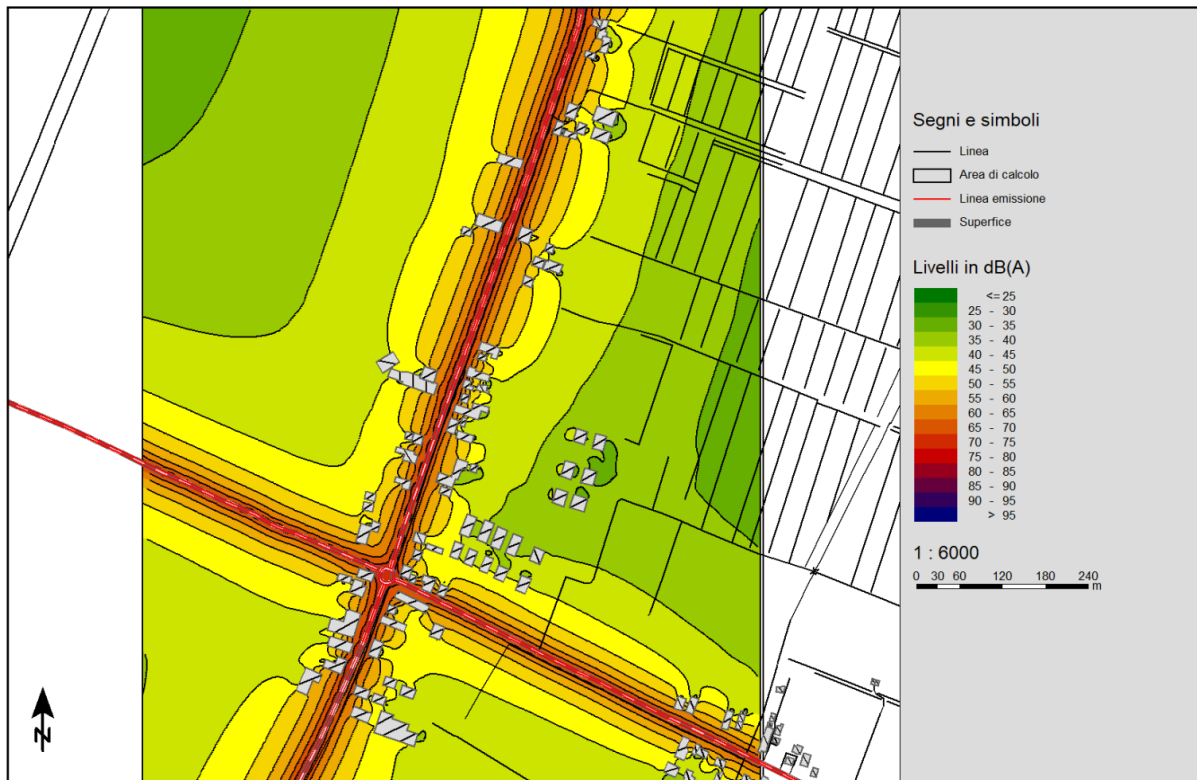 Segni e simboli
Linea
Area di calcolo
Linea emissione
Superfice
Livelli in dB(A)
<= 25
25 - 30
30 - 35
35 - 40
40 - 45
45 - 50
50 - 55
55 - 60
60 - 65
65 - 70
70 - 75
75 - 80
80 - 85
85 - 90
90 - 95
> 95
1 : 6000
0 30 60 120 180 240
m
N